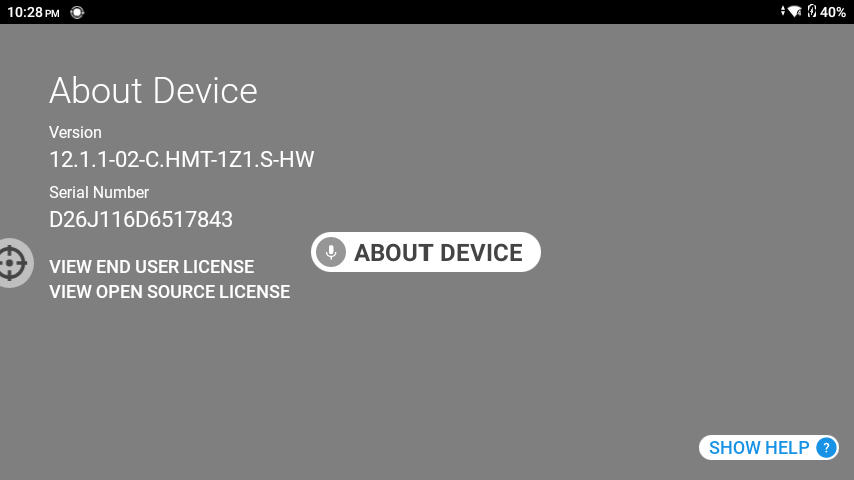 10:28 PM
40%
About Device
Version
12.1.1-02-C.HMT-1Z1.S-HW
Serial Number
D26J116D6517843
ABOUT DEVICE
VIEW END USER LICENSE
VIEW OPEN SOURCE LICENSE
SHOW HELP ?